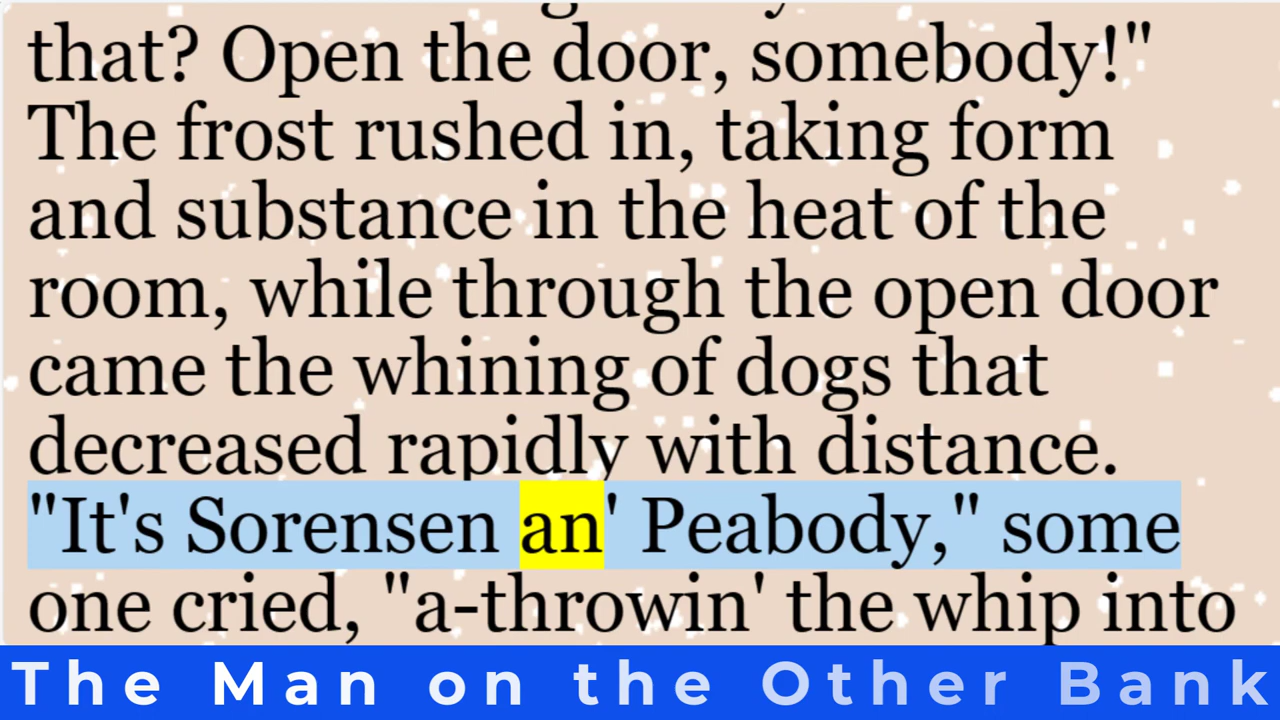 that? Open the door, somebody!"
The frost rushed in, taking form
and substance in the heat of the
room, while through the open door
came the whining of dogs that
decreased rapidly with distance.
"It's Sorensen an' Peabody," some
one cried, "a-throwin' the whip into
The Man on the Other Bank